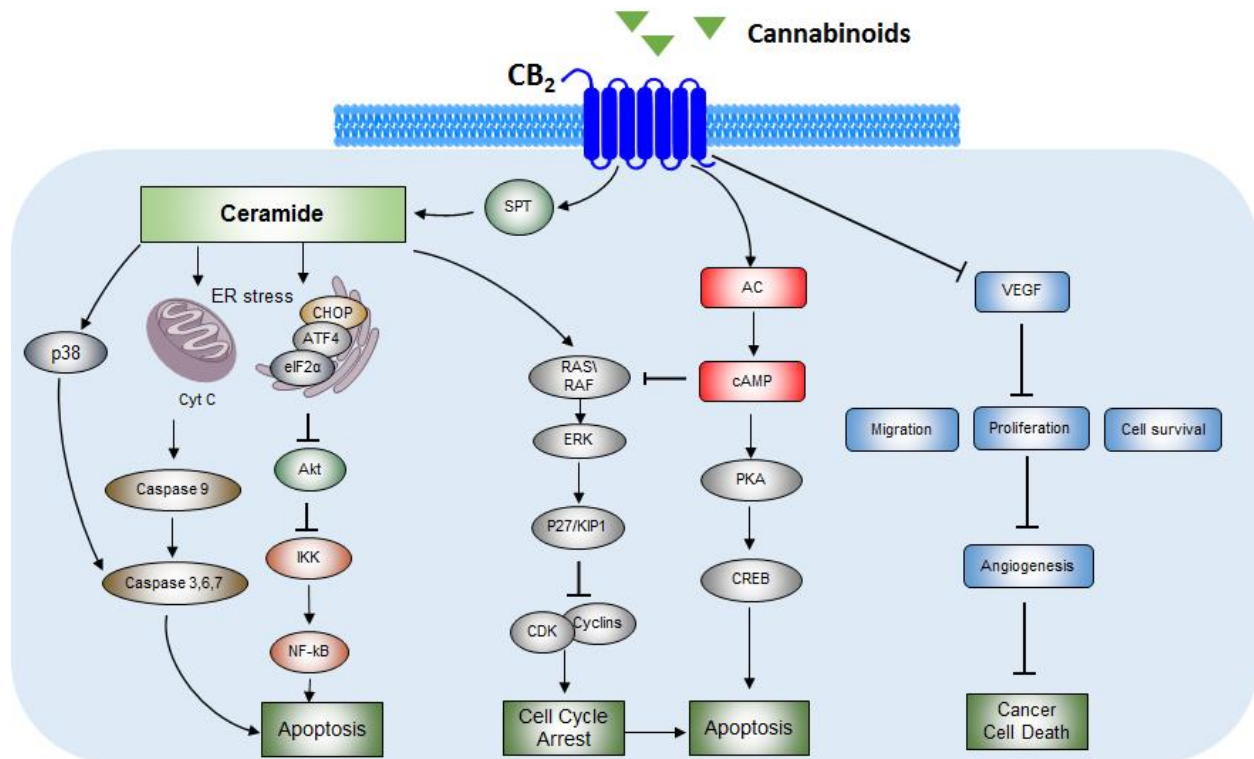 Cannabinoids
CB2
SPT
Ceramide
AC
VEGF
ER stress
CHOP
ATF4
eIF2α
p38
RAS\
RAF
cAMP
Cyt C
Migration
Proliferation
Cell survival
ERK
Akt
Caspase 9
PKA
P27/KIP1
IKK
Caspase 3,6,7
CREB
Angiogenesis
CDK
Cyclins
NF-kB
Apoptosis
Cell Cycle
Arrest
Apoptosis
Cancer
Cell Death